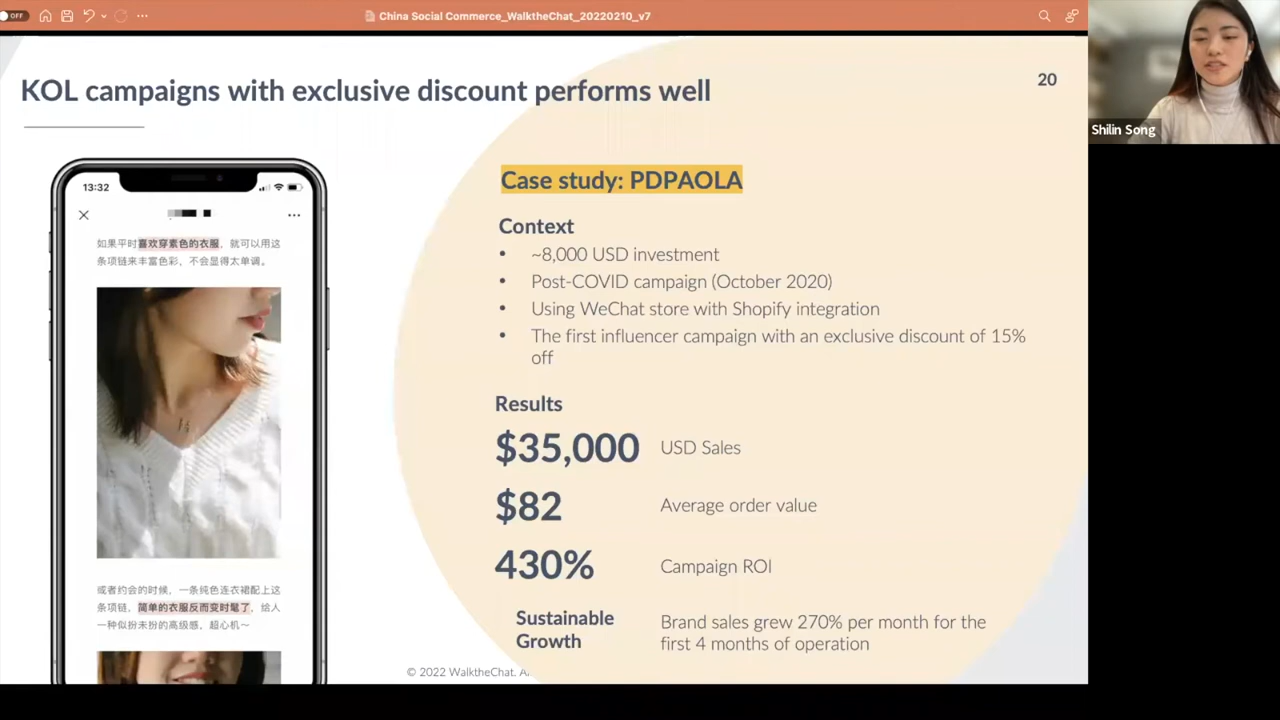 OFF
China Social Commerce_WalktheChat_20220210_v7
KOL campaigns with exclusive discount performs well
20
Shilin Song
13:32
如果平时喜欢穿素色的衣服，就可以用这
条项链来丰富色彩，不会显得太单调。
或者约会的时候，一条纯色连衣裙配上这
条项链，简单的衣服反而变时髦了，给人
一种似扮未扮的高级感，超心机～
Case study: PDPAOLA
Context
• ~8,000 USD investment
• Post-COVID campaign (October 2020)
• Using WeChat store with Shopify integration
• The first influencer campaign with an exclusive discount of 15%
off
Results
$35,000 USD Sales
$82 Average order value
430% Campaign ROI
Sustainable
Growth
Brand sales grew 270% per month for the
first 4 months of operation
© 2022 WalktheChat.